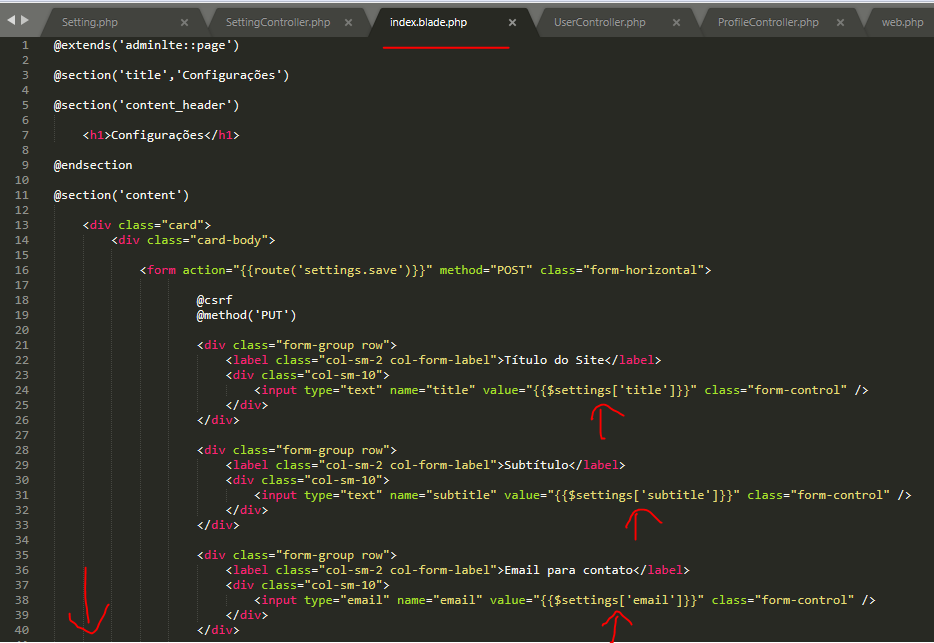 Setting.php × SettingController.php × index.blade.php × UserController.php × ProfileController.php × web.php
1 @extends('adminlte::page')
2
3 @section('title','Configurações')
4
5 @section('content_header')
6
7 <h1>Configurações</h1>
8
9 @endsection
10
11 @section('content')
12
13 <div class="card">
14 <div class="card-body">
15
16 <form action="{{route('settings.save')}}" method="POST" class="form-horizontal">
17
18 @csrf
19 @method('PUT')
20
21 <div class="form-group row">
22 <label class="col-sm-2 col-form-label">Título do Site</label>
23 <div class="col-sm-10">
24 <input type="text" name="title" value="{{$settings['title']}}" class="form-control" />
25 </div>
26 </div>
27
28 <div class="form-group row">
29 <label class="col-sm-2 col-form-label">Subtítulo</label>
30 <div class="col-sm-10">
31 <input type="text" name="subtitle" value="{{$settings['subtitle']}}" class="form-control" />
32 </div>
33 </div>
34
35 <div class="form-group row">
36 <label class="col-sm-2 col-form-label">Email para contato</label>
37 <div class="col-sm-10">
38 <input type="email" name="email" value="{{$settings['email']}}" class="form-control" />
39 </div>
40 </div>